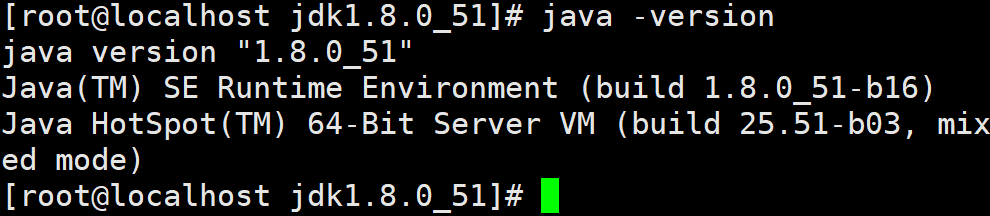 [root@localhost jdk1.8.0_51]# java -version
java version "1.8.0_51"
Java(TM) SE Runtime Environment (build 1.8.0_51-b16)
Java HotSpot(TM) 64-Bit Server VM (build 25.51-b03, mix
ed mode)
[root@localhost jdk1.8.0_51]#